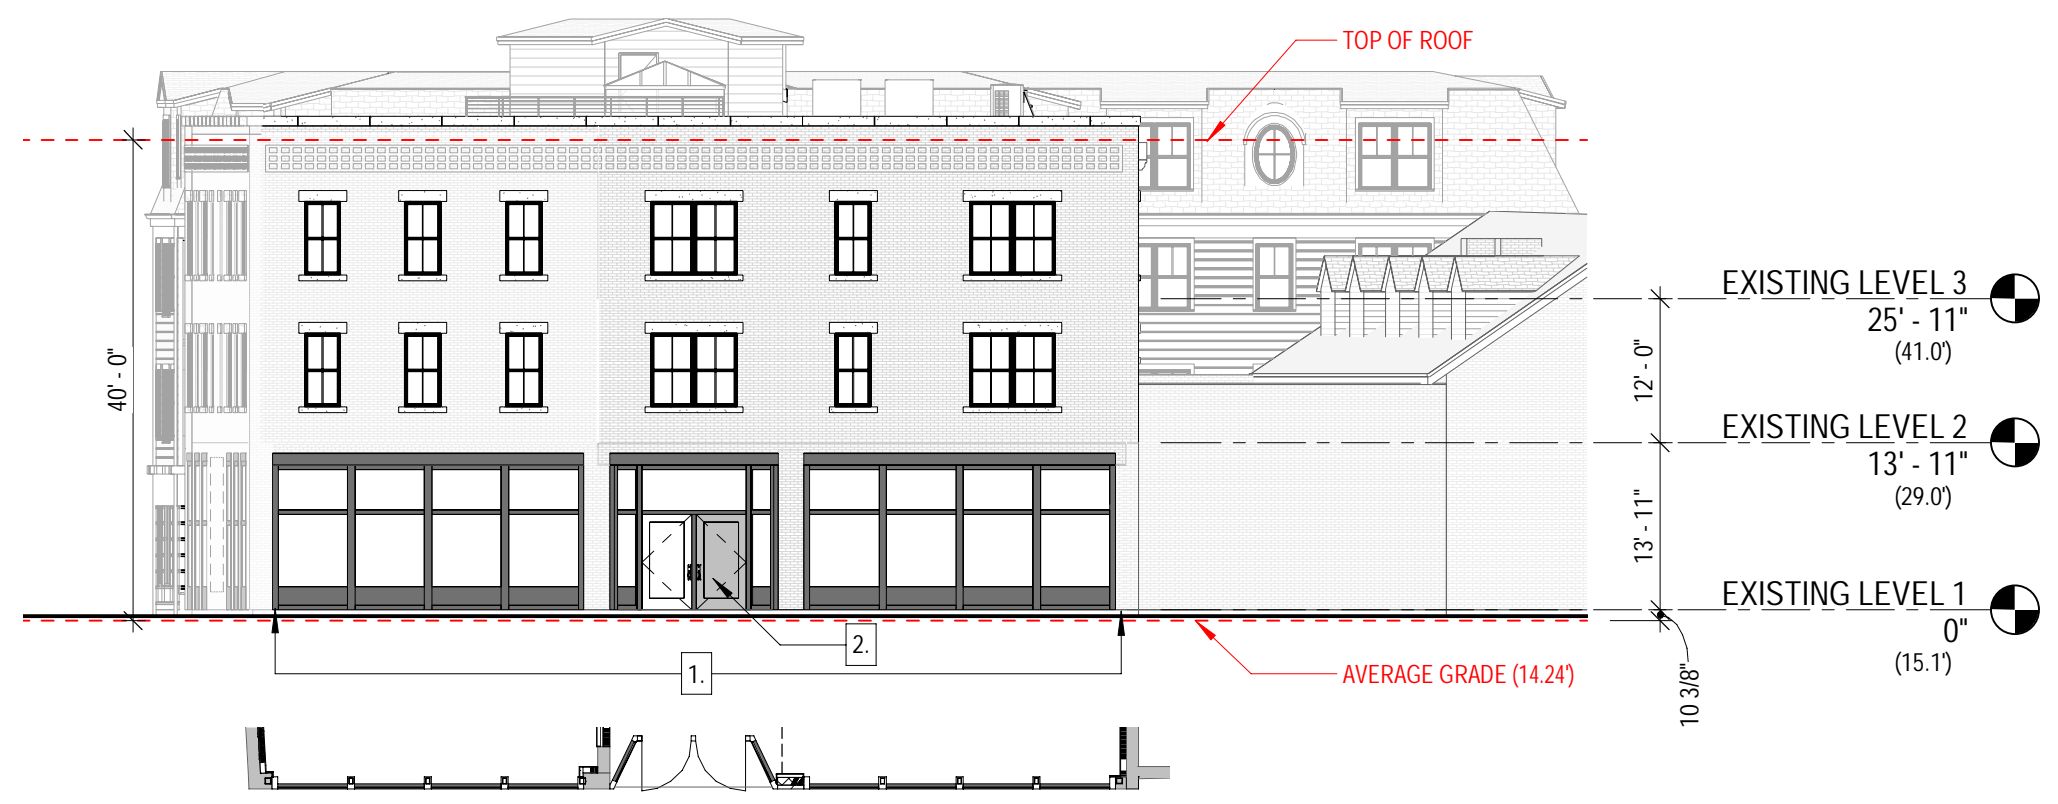 TOP OF ROOF
40' - 0"
EXISTING LEVEL 3
25' - 11"
(41.0')
12' - 0"
EXISTING LEVEL 2
13' - 11"
(29.0')
13' - 11"
EXISTING LEVEL 1
0"
(15.1')
2.
1.
AVERAGE GRADE (14.24')
10 3/8"